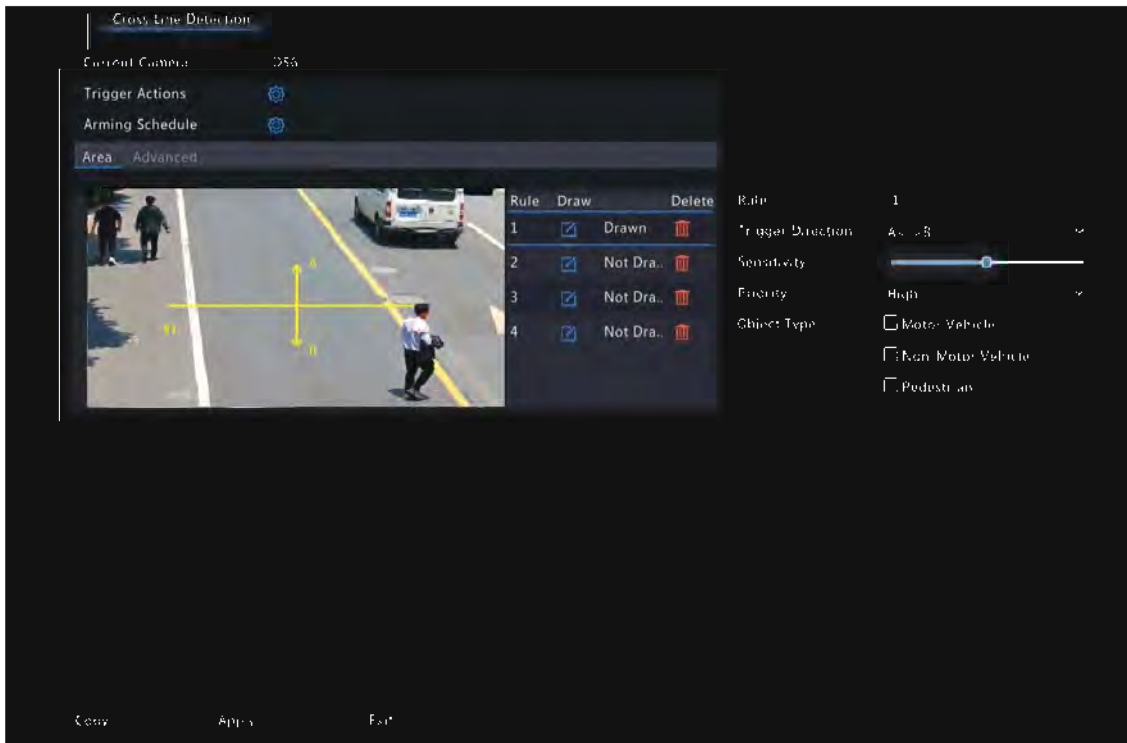 Cross Line Detection
Current Camera D56
Trigger Actions
Arming Schedule
Area Advanced
Rule Draw Delete
1 Drawn
2 Not Dra..
3 Not Dra..
4 Not Dra..
A
B
Rule 1
Trigger Direction
Sensitivity
Priority High
Object Type Motor Vehicle
Non-Motor Vehicle
Pedestrian
Copy Apply Exit